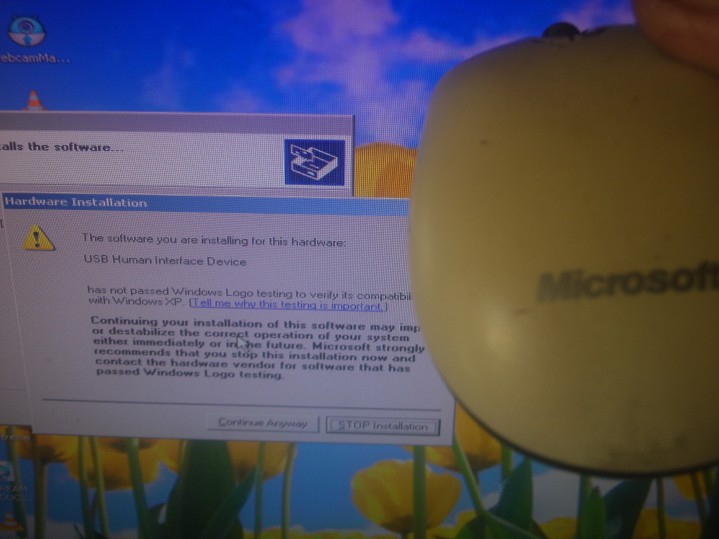 ebcamMa...
alls the software...
Hardware Installation
The software you are installing for this hardware:
USB Human Interface Device
has not passed Windows Logo testing to verify its compatibil
with Windows XP. (Tell me why this testing is important.)
Continuing your installation of this software may imp
or destabilize the correct operation of your system
either immediately or in the future. Microsoft strongly
recommends that you stop this installation now and
contact the hardware vendor for software that has
passed Windows Logo testing.
Continue Anyway
STOP Installation
Microsoft